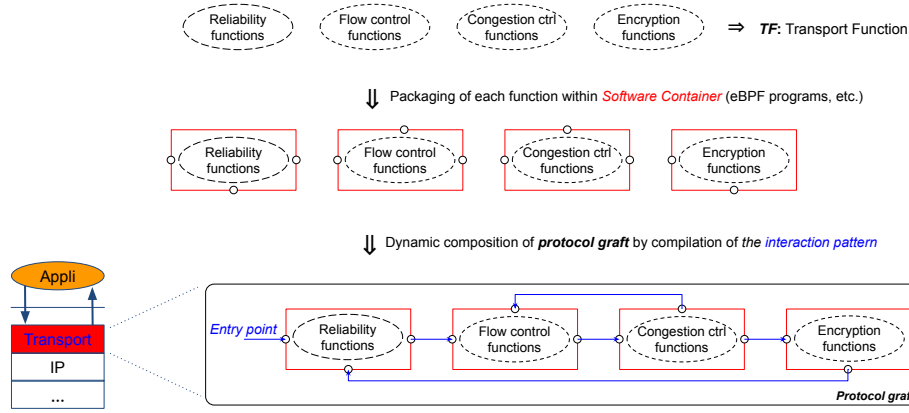 Reliability
functions
Flow control
functions
Congestion ctrl
functions
Encryption
functions
⇒ TF: Transport Function
⇓ Packaging of each function within Software Container (eBPF programs, etc.)
Reliability
functions
Flow control
functions
Congestion ctrl
functions
Encryption
functions
⇓ Dynamic composition of protocol graft by compilation of the interaction pattern
Appli
Transport
IP
...
Entry point
Reliability
functions
Flow control
functions
Congestion ctrl
functions
Encryption
functions
Protocol graft